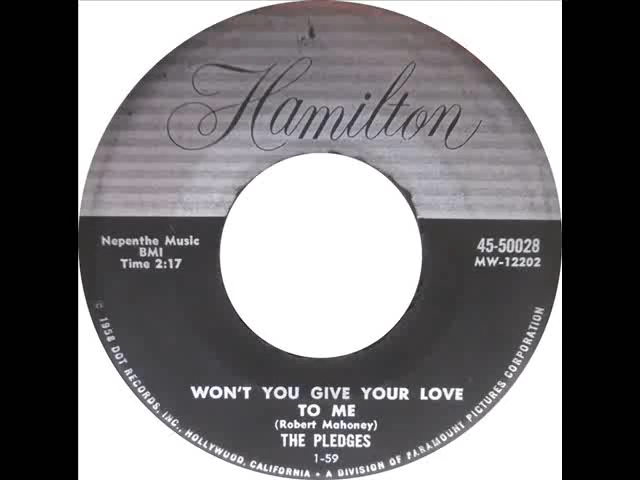 Hamilton
Nepenthe Music
BMI
Time 2:17
45-50028
MW-12202
WON'T YOU GIVE YOUR LOVE
TO ME
(Robert Mahoney)
THE PLEDGES
1-59
© 1958 DOT RECORDS, INC., HOLLYWOOD, CALIFORNIA • A DIVISION OF PARAMOUNT PICTURES CORPORATION